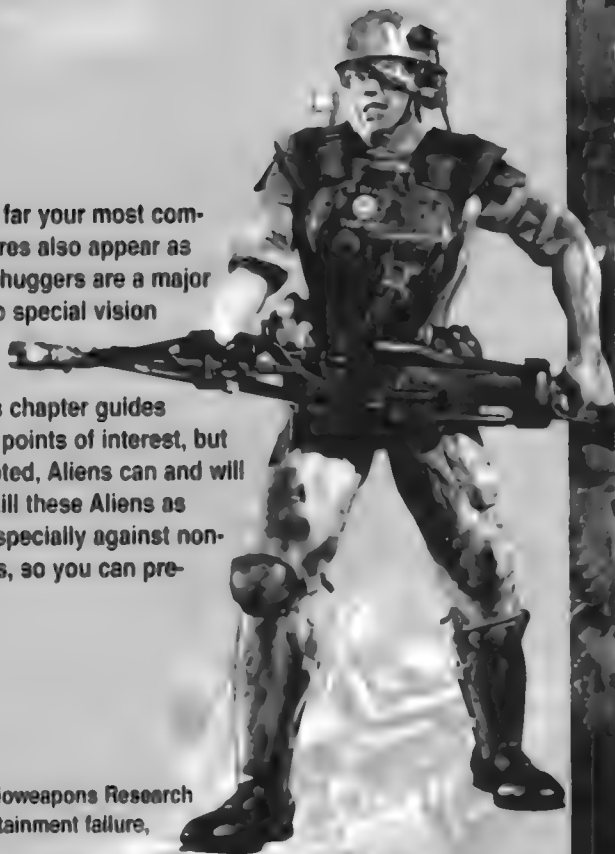 far your most com-
res also appear as
huggers are a major
o special vision
s chapter guides
points of interest, but
ted, Aliens can and will
ill these Aliens as
specially against non-
s, so you can pre-
ioweapons Research
tainment failure,